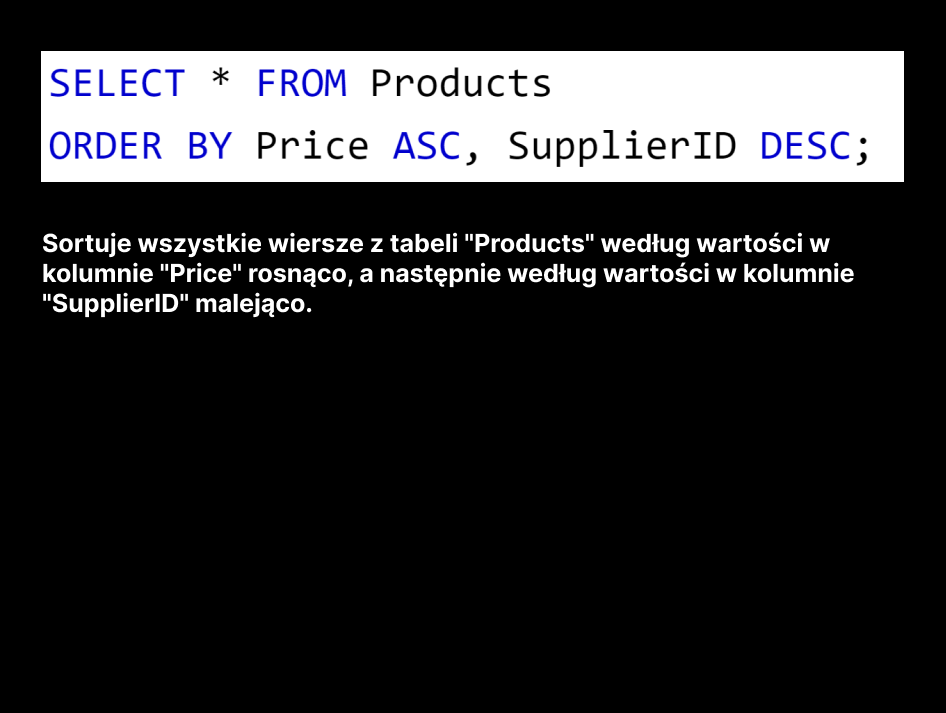 SELECT * FROM Products
ORDER BY Price ASC, SupplierID DESC;
Sortuje wszystkie wiersze z tabeli "Products" według wartości w
kolumnie "Price" rosnąco, a następnie według wartości w kolumnie
"SupplierID" malejąco.